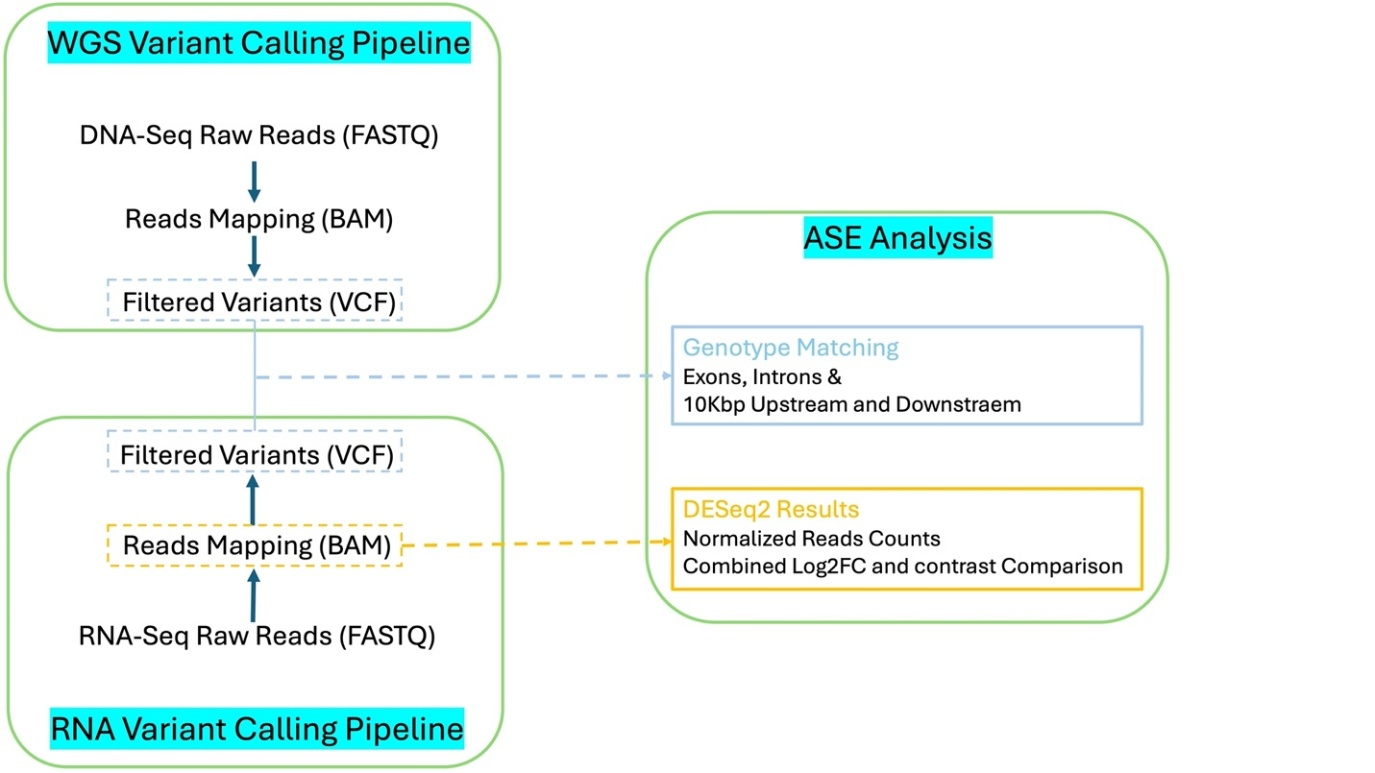 WGS Variant Calling Pipeline
DNA-Seq Raw Reads (FASTQ)
Reads Mapping (BAM)
Filtered Variants (VCF)
Filtered Variants (VCF)
Reads Mapping (BAM)
RNA-Seq Raw Reads (FASTQ)
RNA Variant Calling Pipeline
ASE Analysis
Genotype Matching
Exons, Introns &
10Kbp Upstream and Downstraem
DESeq2 Results
Normalized Reads Counts
Combined Log2FC and contrast Comparison